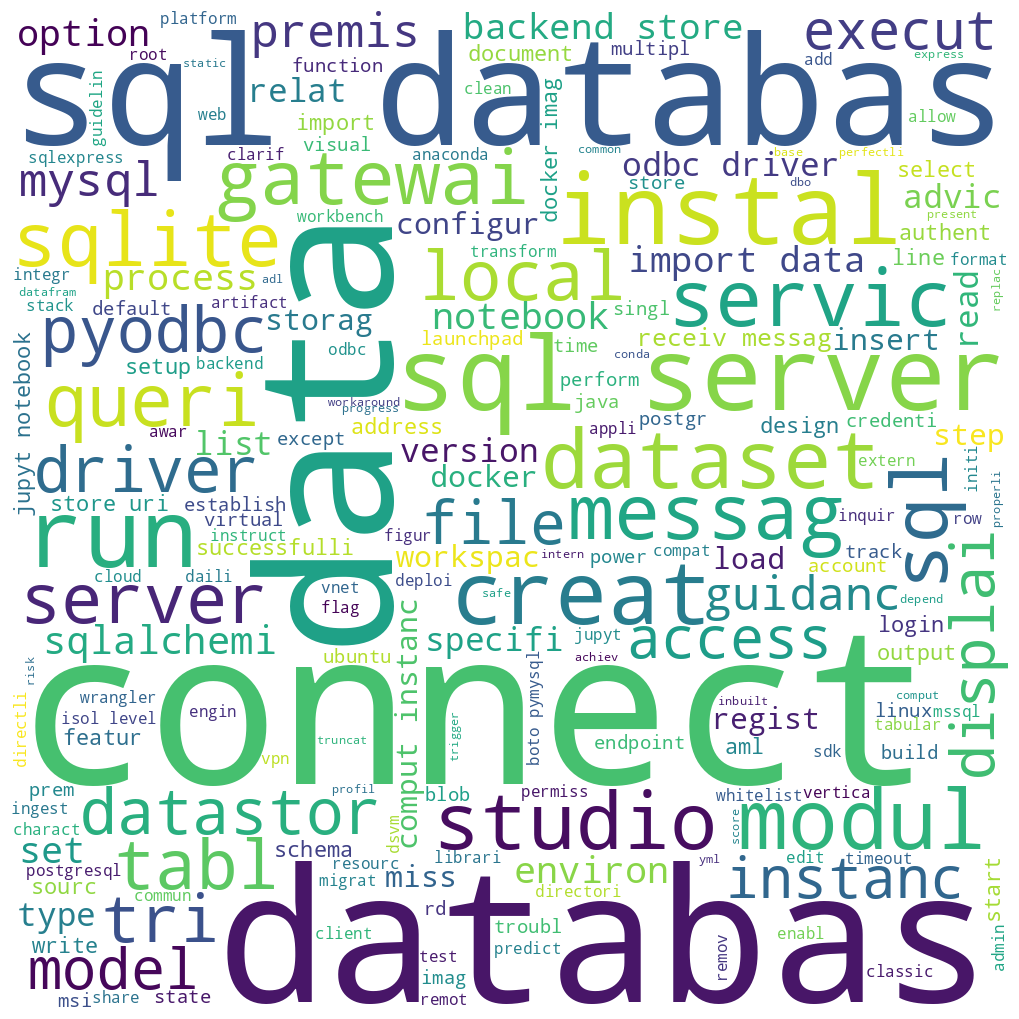 platform
option
root
static
premis
function
relat
backend store
document
multipl
execut
add
express
sql databas
guidelin
web
clean
docker imag
allow
import
visual
sqlexpress
clarif
anaconda
common
base
perfectli
mysql
gatewai
odbc driver
store
dbo
select
advic
present
workbench
configur
instal
authent
sqlite
transform
import data
line
format
integr
process
adl
local
datafram
stack
default
artifact
storag
notebook
singl
servic
read
replac
pyodbc
odbc
launchpad
time
receiv messag
insert
setup
backend
data
sql server
conda
perform
workaround
progress
java
jupyt notebook
queri
address
postgr
design
credenti
awar
list
except
version
appli
step
driver
docker
dataset
extern
initi
store uri
establish
virtual
instruct
successfulli
run
figur
file
messag
inquir
row
properli
sql
workspac
intern
power
compat
load
track
account
cloud
daili
vnet
flag
deploi
safe
creat
guidanc
depend
server
displai
sqlalchemi
comput instanc
specifi
jupyt
access
login
output
ubuntu
achiev
risk
directli
wrangler
isol level
featur
engin
connect
boto pymysql
inbuilt
regist
comput
linux
mssql
tabular
truncat
trigger
vpn
endpoint
aml
sdk
build
prem
ingest
charact
datastor
profil
blob
permiss
whitelist
vertica
studio
modul
dsvm
set
tabl
schema
score
postgresql
sourc
commun
resourc
migrat
miss
librari
environ
directori
yml
edit
timeout
instanc
start
type
tri
write
rd
troubl
client
predict
enabl
model
databas
test
imag
remot
remov
classic
admin
msi
share
state